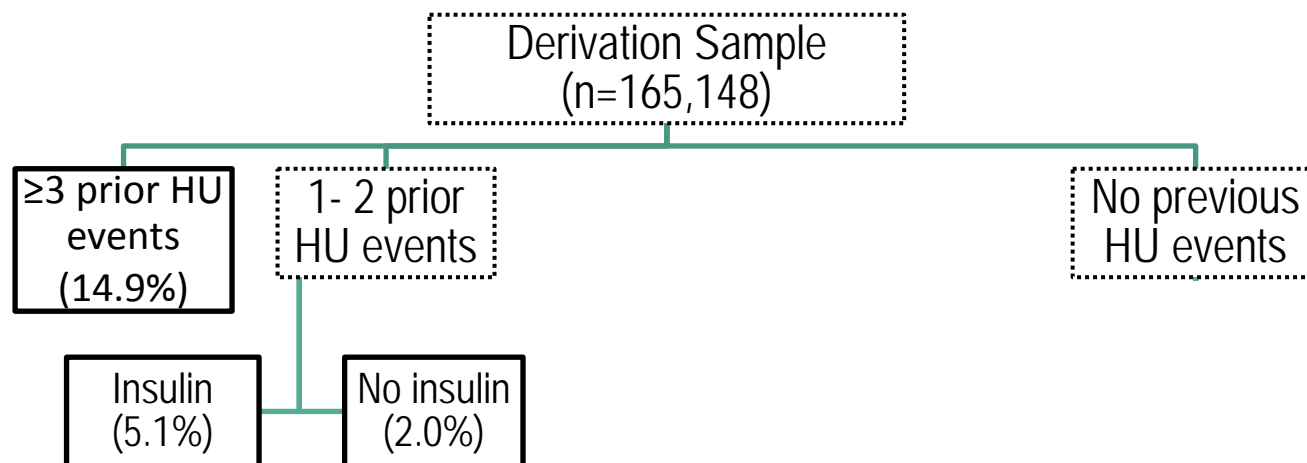 Derivation Sample
(n=165,148)
≥3 prior HU
events
(14.9%)
1- 2 prior
HU events
No previous
HU events
Insulin
(5.1%)
No insulin
(2.0%)